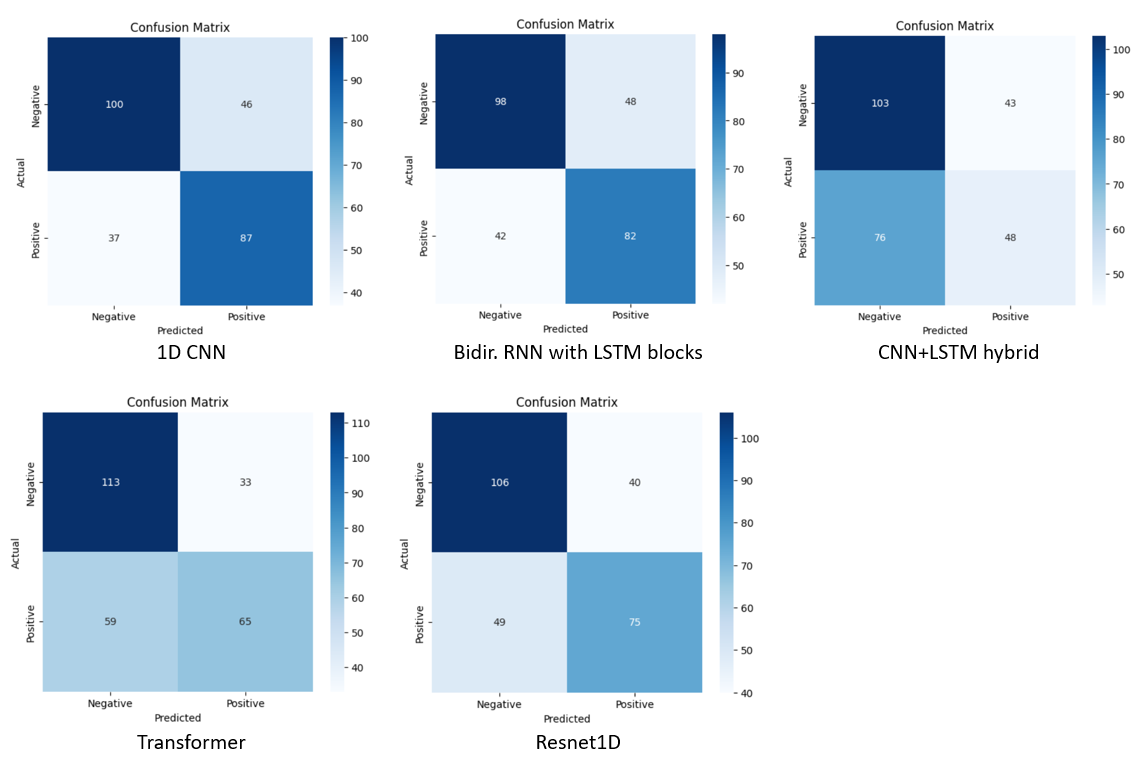 Confusion Matrix
100
46
37
87
Negative
Positive
Actual
Negative
Positive
Predicted
100
90
80
70
60
50
40
1D CNN
Confusion Matrix
98
48
42
82
Negative
Positive
Actual
Negative
Positive
Predicted
90
80
70
60
50
Bidir. RNN with LSTM blocks
Confusion Matrix
103
43
76
48
Negative
Positive
Actual
Negative
Positive
Predicted
100
90
80
70
60
50
CNN+LSTM hybrid
Confusion Matrix
113
33
59
65
Negative
Positive
Actual
Negative
Positive
Predicted
110
100
90
80
70
60
50
40
Transformer
Confusion Matrix
106
40
49
75
Negative
Positive
Actual
Negative
Positive
Predicted
100
90
80
70
60
50
40
Resnet1D